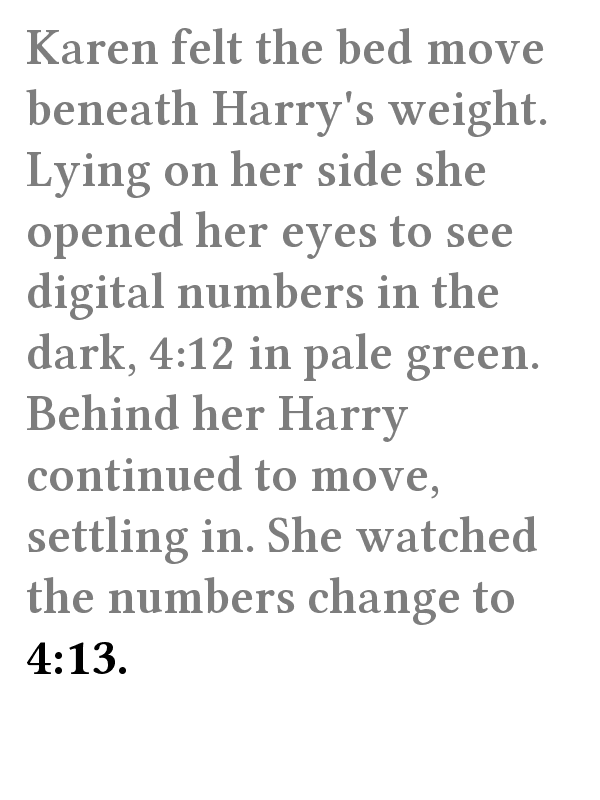 Karen felt the bed move
beneath Harry's weight.
Lying on her side she
opened her eyes to see
digital numbers in the
dark, 4:12 in pale green.
Behind her Harry
continued to move,
settling in. She watched
the numbers change to
4:13.